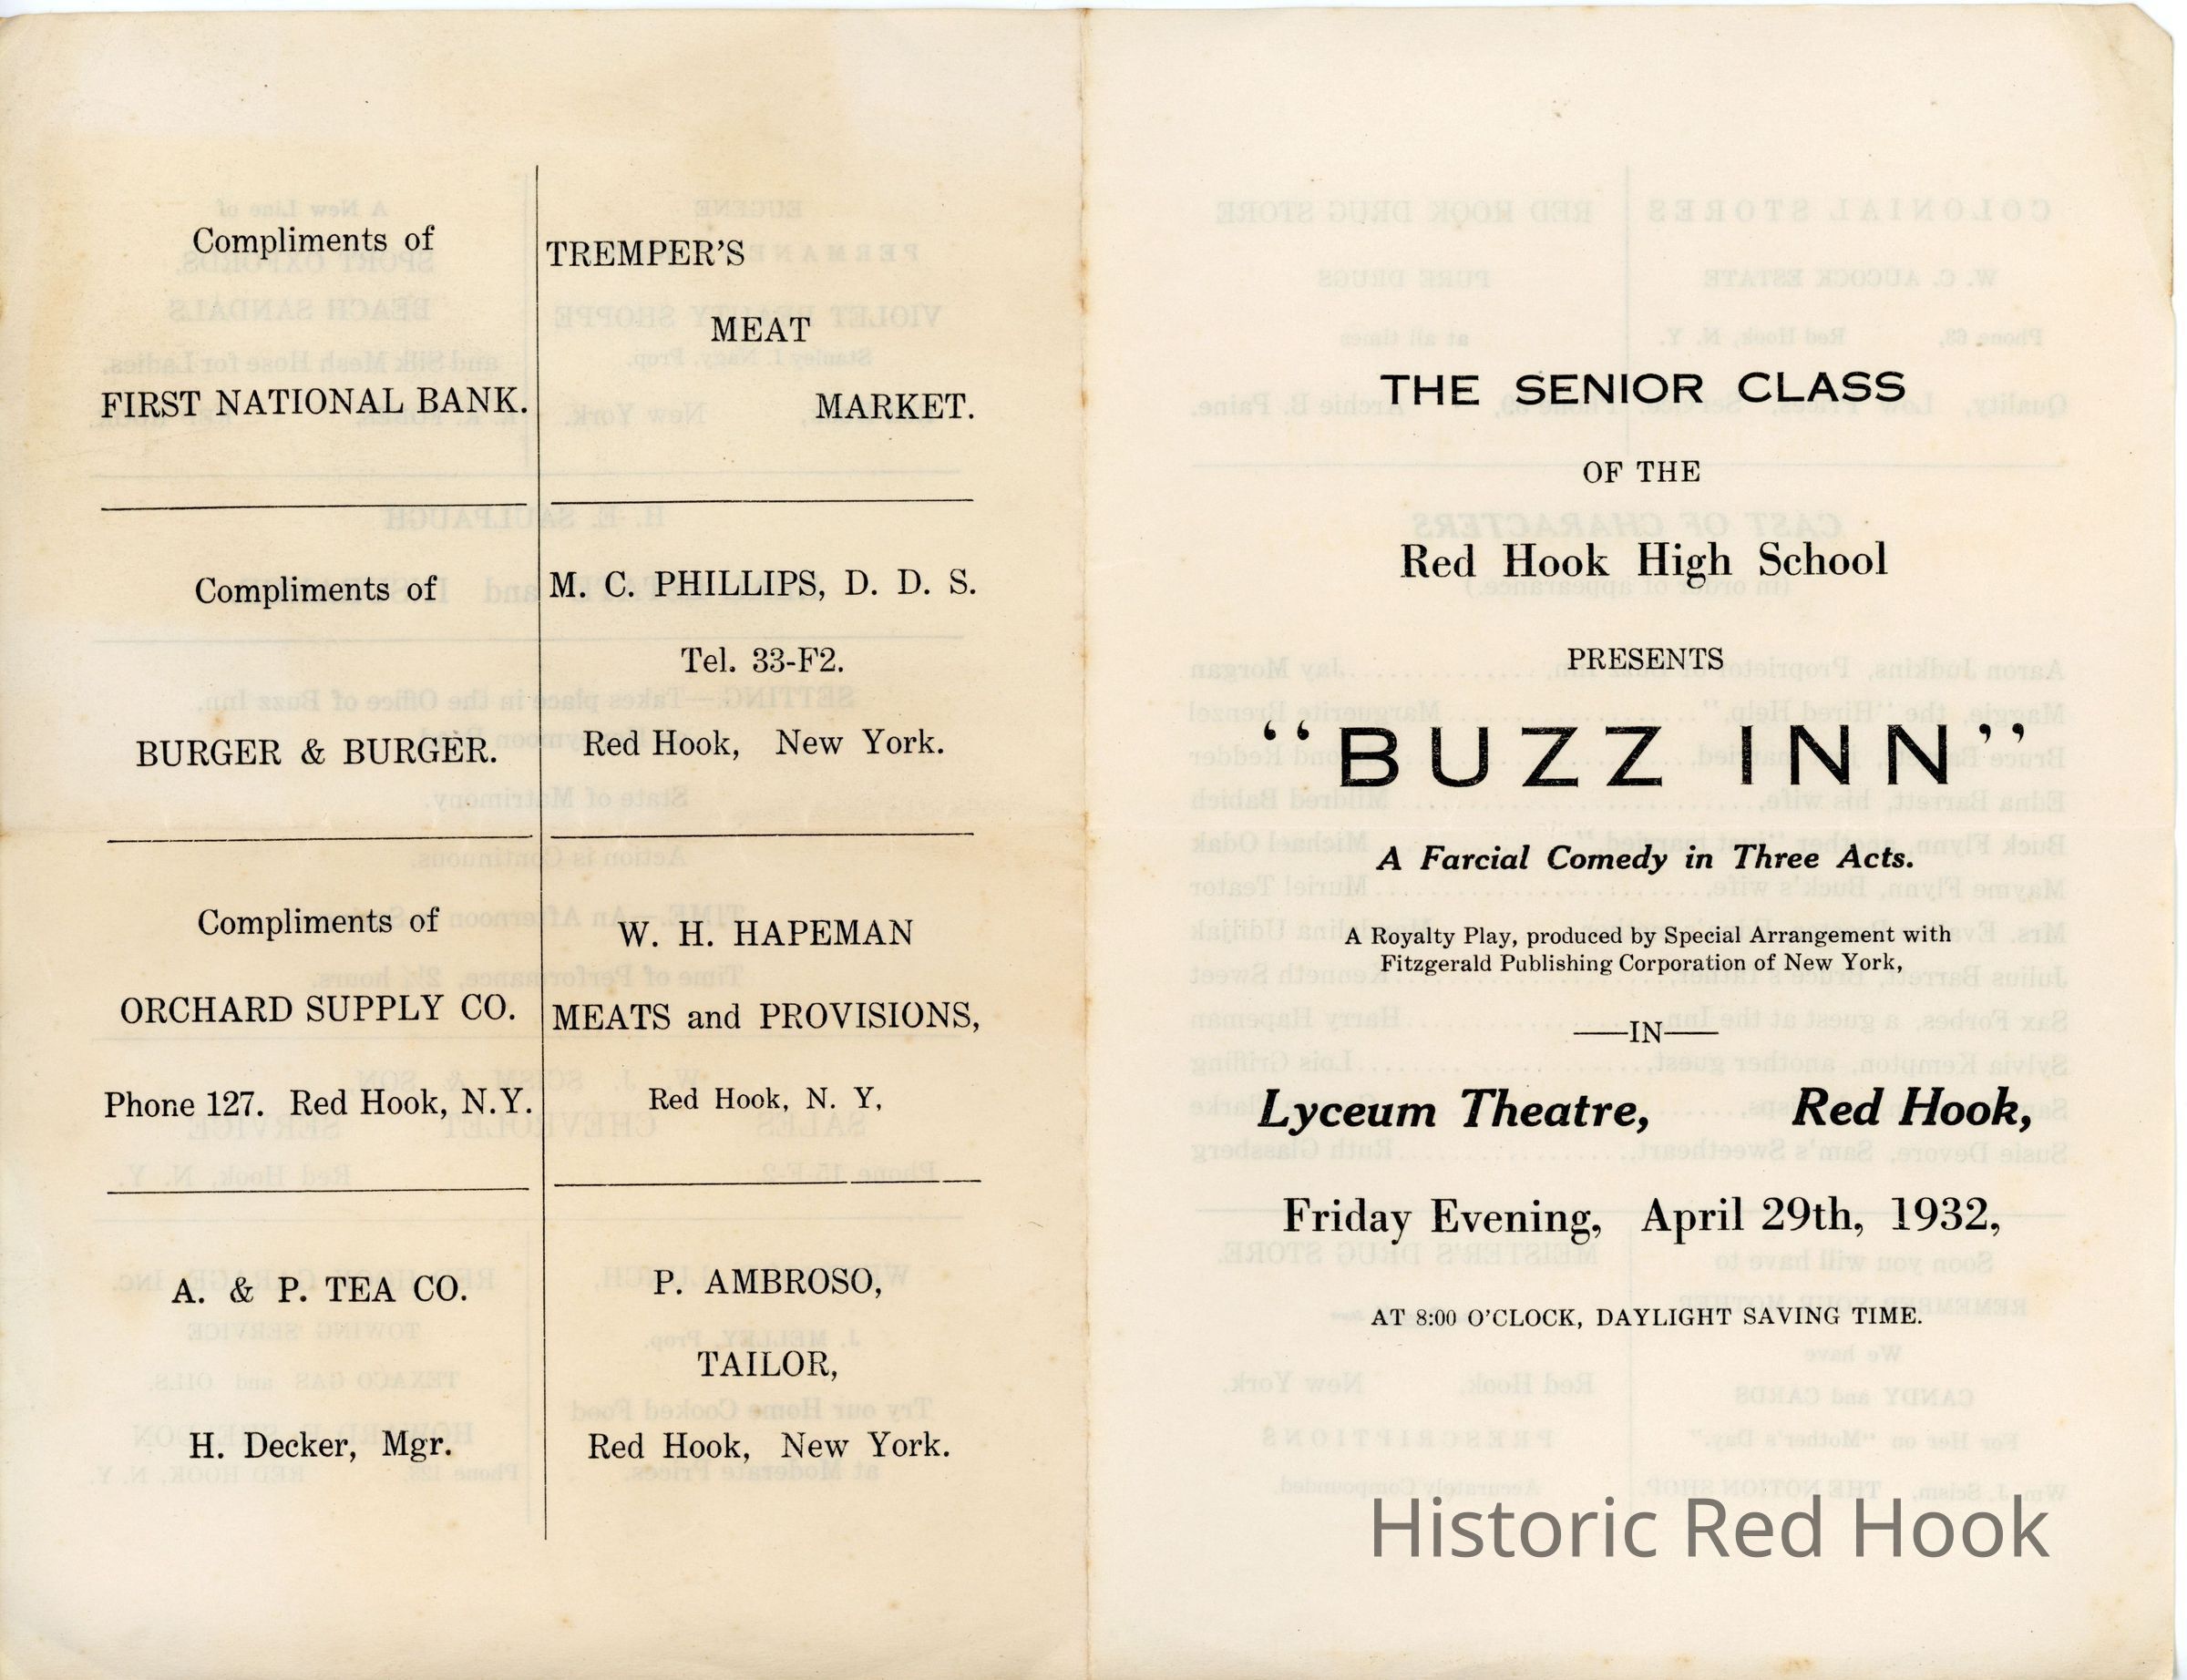 Compliments of
FIRST NATIONAL BANK.
TREMPER'S
MEAT
MARKET.
Compliments of
BURGER & BURGER.
M. C. PHILLIPS, D. D. S.
Tel. 33-F2.
Red Hook, New York.
Compliments of
ORCHARD SUPPLY CO.
Phone 127. Red Hook, N.Y.
W. H. HAPEMAN
MEATS and PROVISIONS,
Red Hook, N. Y,
A. & P. TEA CO.
H. Decker, Mgr.
P. AMBROSO,
TAILOR,
Red Hook, New York.
THE SENIOR CLASS
OF THE
Red Hook High School
PRESENTS
“BUZZ INN”
A Farcial Comedy in Three Acts.
A Royalty Play, produced by Special Arrangement with
Fitzgerald Publishing Corporation of New York,
—IN—
Lyceum Theatre, Red Hook,
Friday Evening, April 29th, 1932,
AT 8:00 O'CLOCK, DAYLIGHT SAVING TIME.
Historic Red Hook